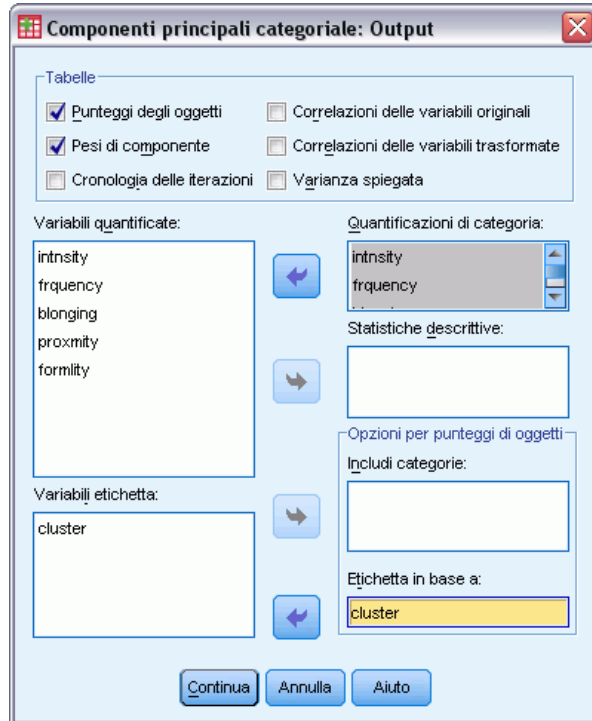 Componenti principali categoriale: Output
Tabelle
Punteggi degli oggetti
Correlazioni delle variabili originali
Pesi di componente
Correlazioni delle variabili trasformate
Cronologia delle iterazioni
Varianza spiegata
Variabili quantificate:
intnsity
frquency
blonging
proxmity
formlity
Quantificazioni di categoria:
intnsity
frquency
Statistiche descrittive:
Opzioni per punteggi di oggetti
Includi categorie:
Variabili etichetta:
cluster
Etichetta in base a:
cluster
Continua
Annulla
Aiuto